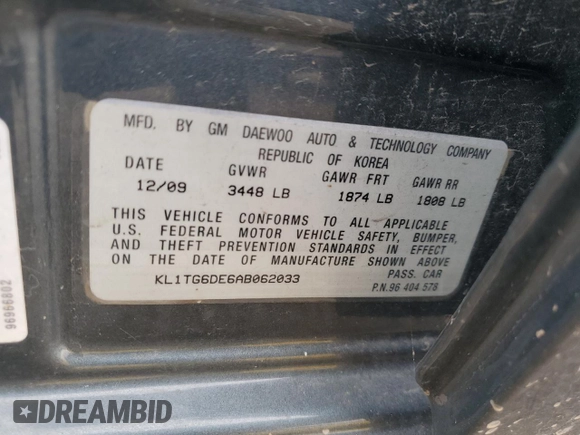 MFD. BY GM DAEWOO AUTO & TECHNOLOGY COMPANY
REPUBLIC OF KOREA
DATE GVWR GAWR FRT GAWR RR
12/09 3448 LB 1874 LB 1808 LB
THIS VEHICLE CONFORMS TO ALL APPLICABLE
U.S. FEDERAL MOTOR VEHICLE SAFETY, BUMPER,
AND THEFT PREVENTION STANDARDS IN EFFECT
ON THE DATE OF MANUFACTURE SHOWN ABOVE
KL1TG6DE6AB062033 PASS. CAR
P.N. 96 404 578
96966802
DREAMBID